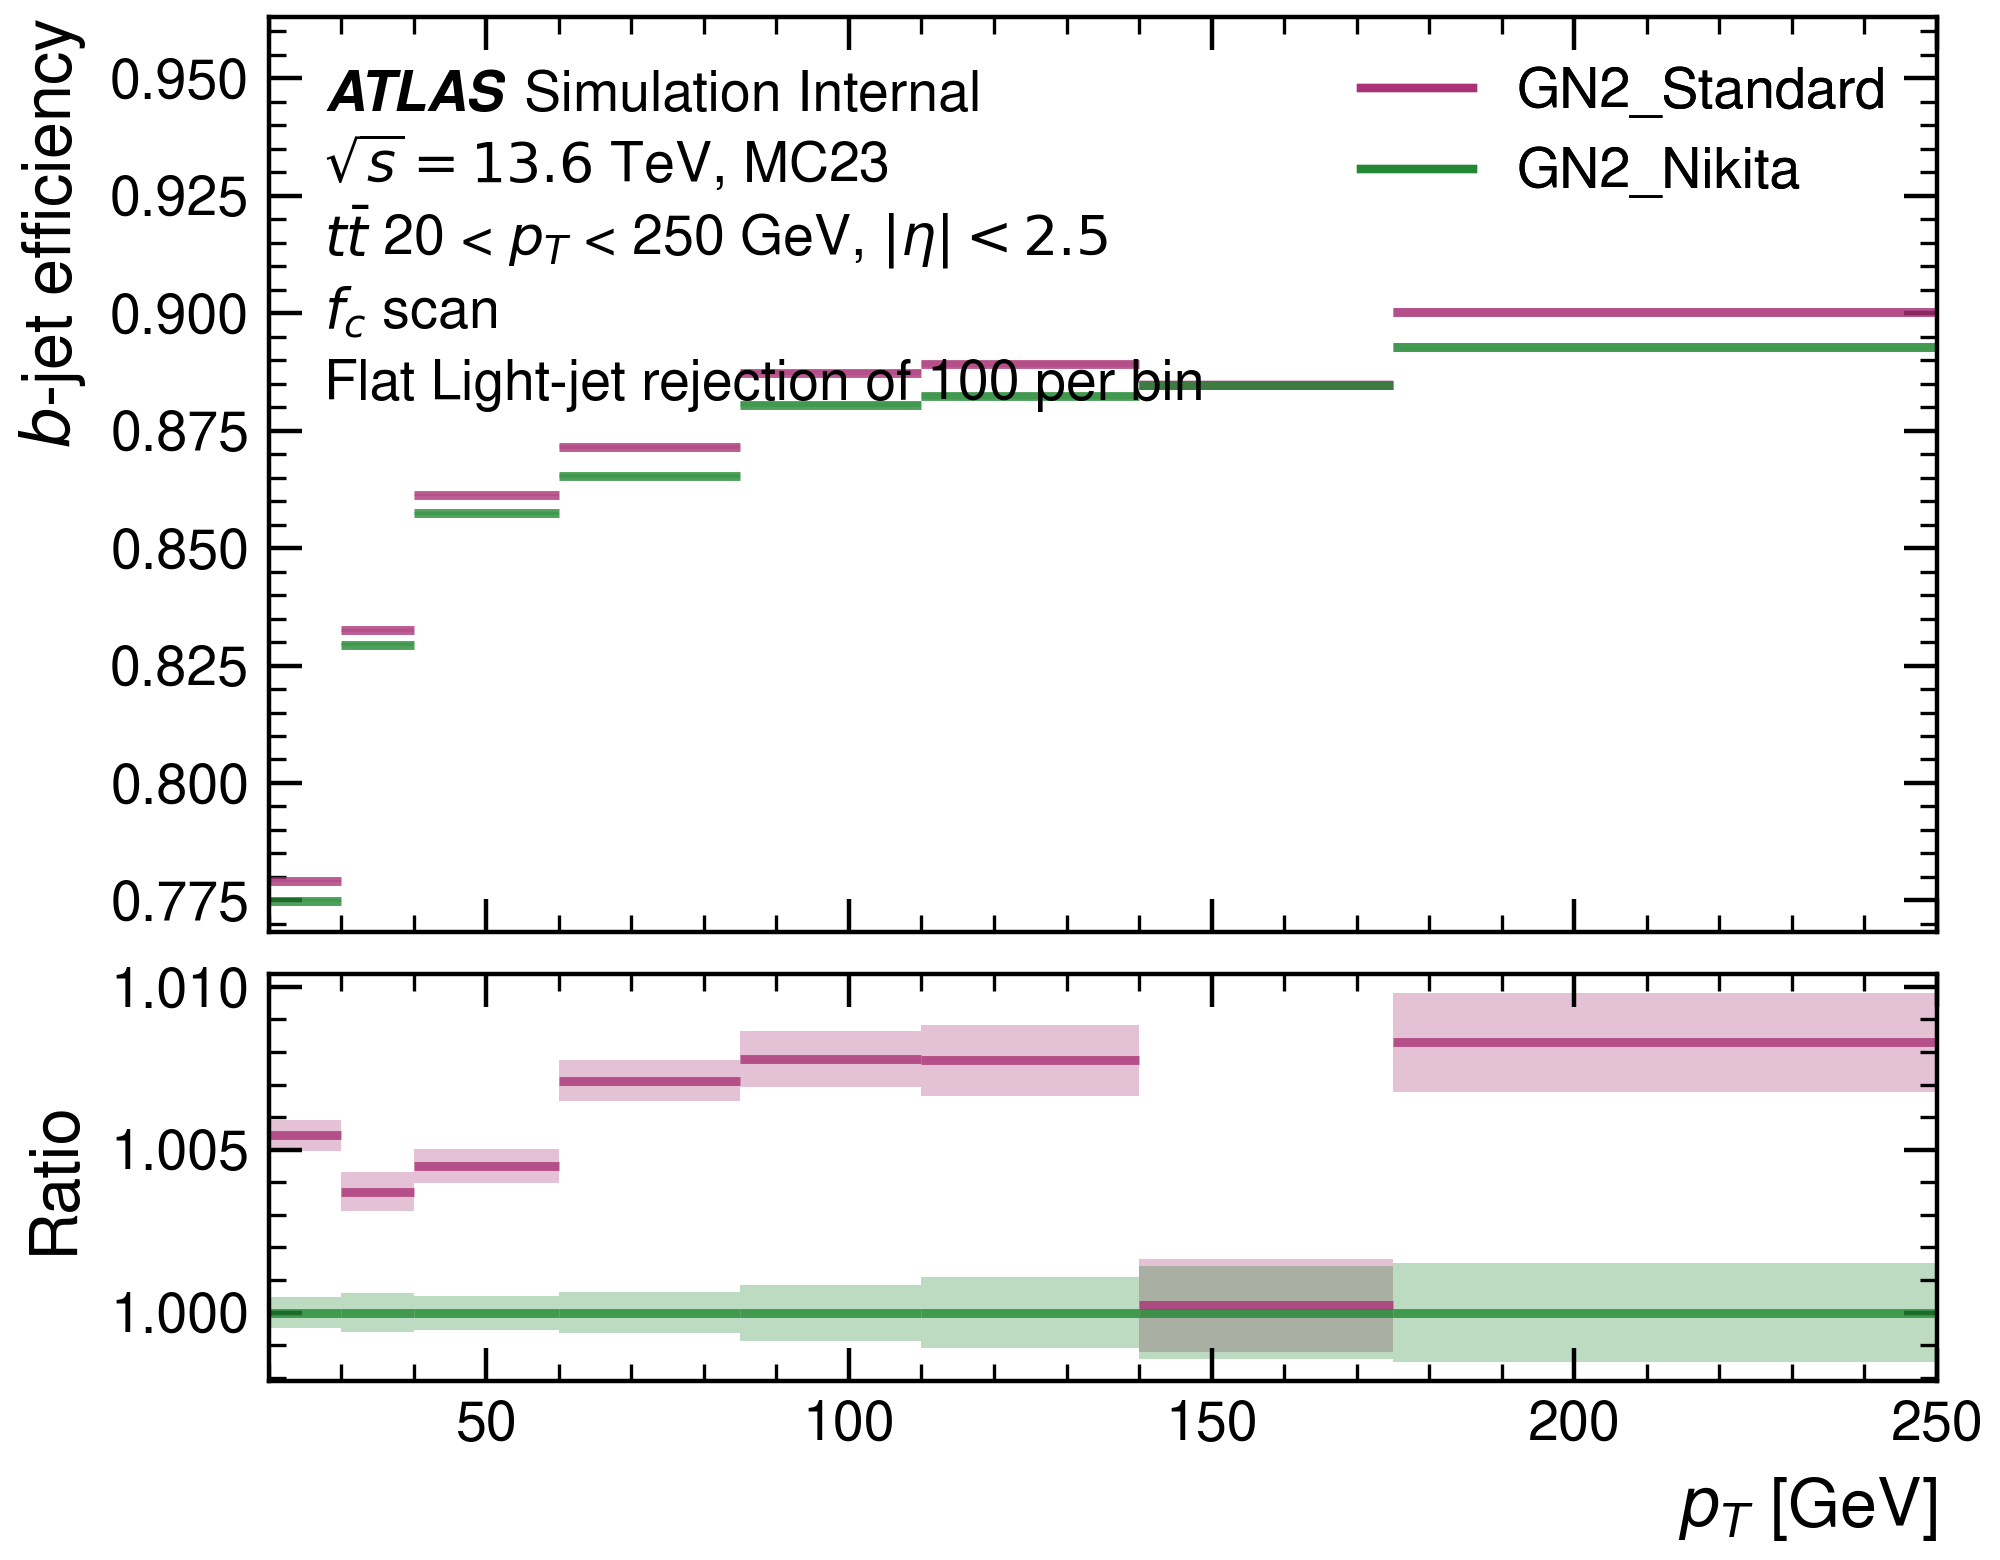 b-jet efficiency
0.950
0.925
0.900
0.875
0.850
0.825
0.800
0.775
ATLAS Simulation Internal
√s = 13.6 TeV, MC23
tt̄ 20 < p_T < 250 GeV, |η| < 2.5
f_c scan
Flat Light-jet rejection of 100 per bin
GN2_Standard
GN2_Nikita
Ratio
1.010
1.005
1.000
50 100 150 200 250
p_T [GeV]